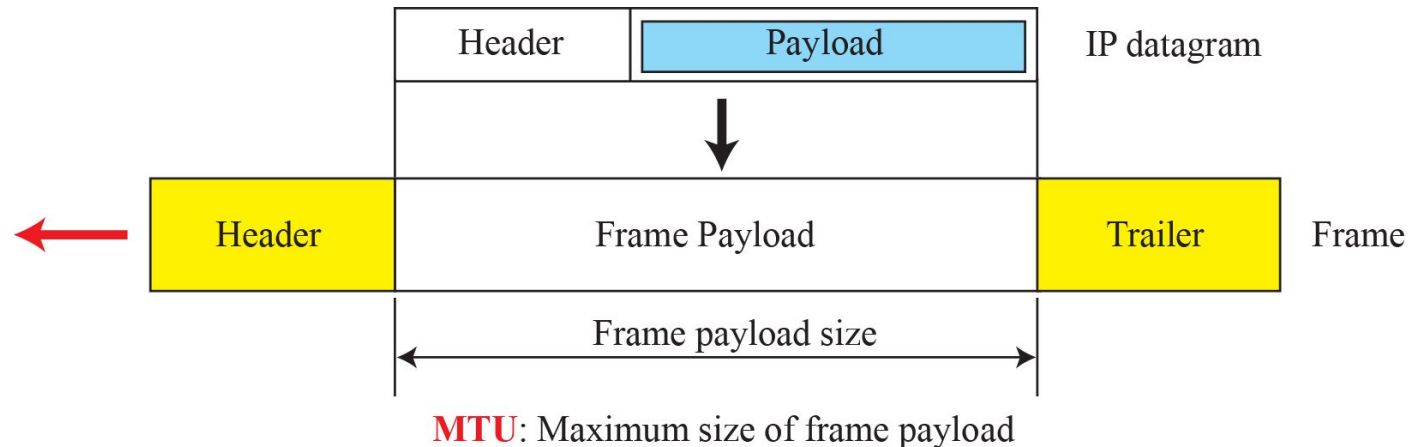 Header Payload IP datagram
Header Frame Payload Trailer Frame
Frame payload size
MTU: Maximum size of frame payload